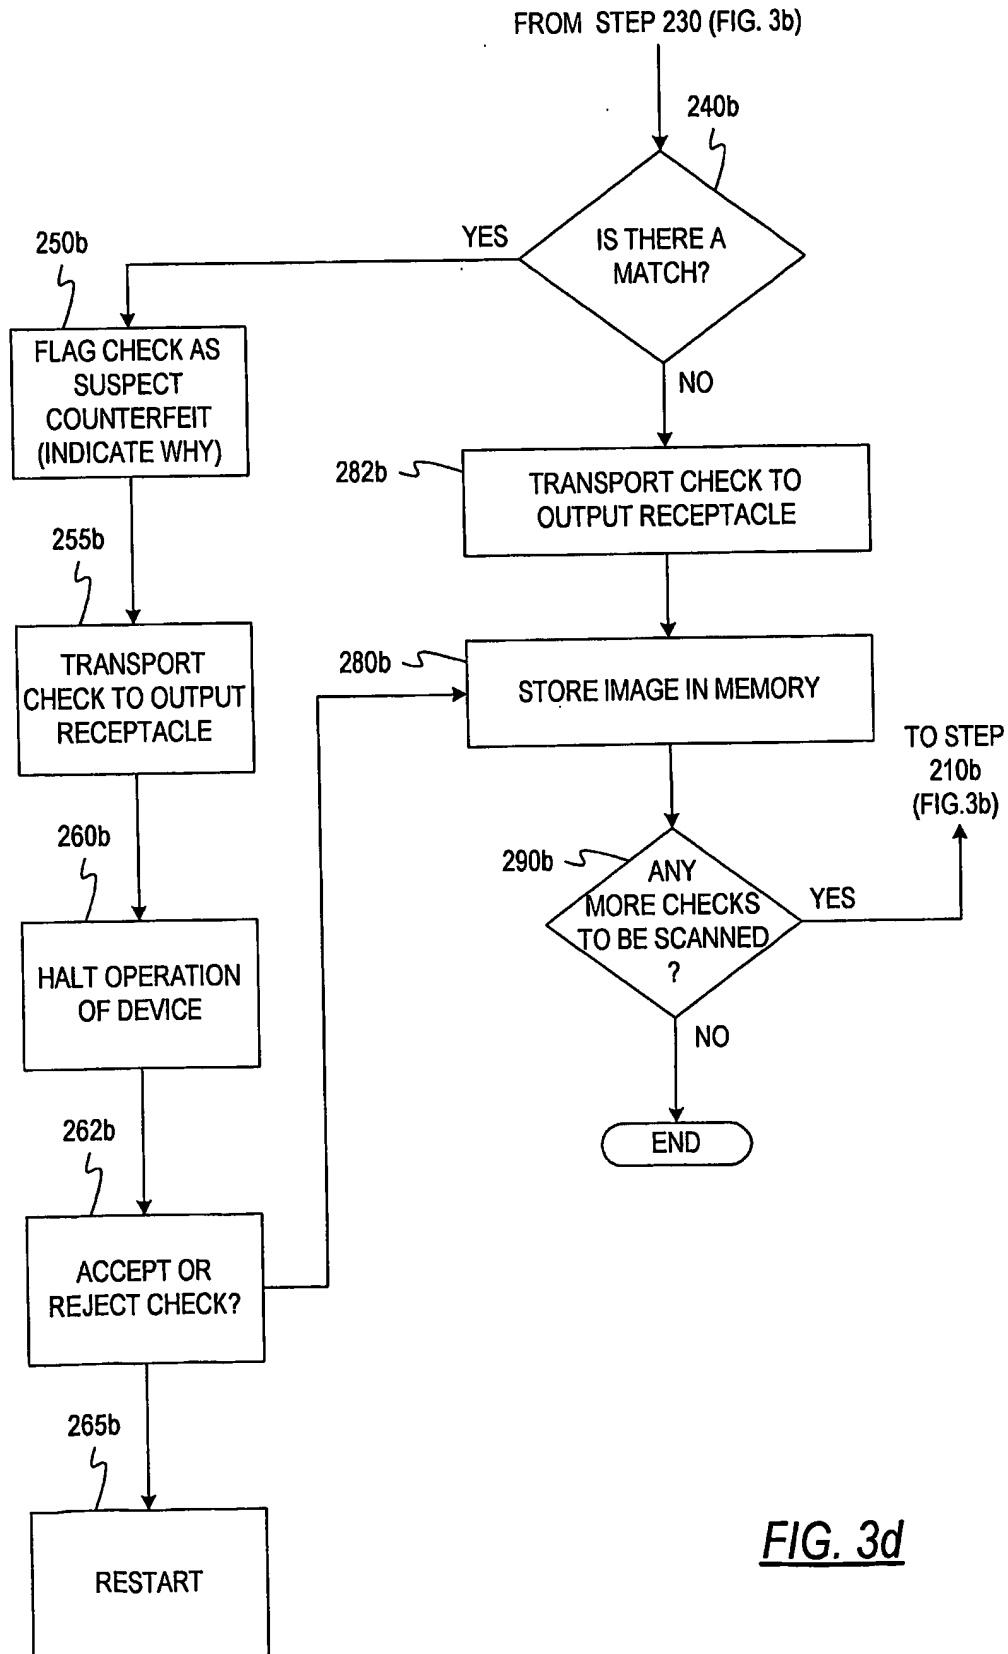 FROM STEP 230 (FIG. 3b)
240b
IS THERE A
MATCH?
YES
NO
250b
FLAG CHECK AS
SUSPECT
COUNTERFEIT
(INDICATE WHY)
282b
TRANSPORT CHECK TO
OUTPUT RECEPTACLE
255b
TRANSPORT
CHECK TO OUTPUT
RECEPTACLE
280b
STORE IMAGE IN MEMORY
TO STEP
210b
(FIG.3b)
260b
HALT OPERATION
OF DEVICE
290b
ANY
MORE CHECKS
TO BE SCANNED
?
YES
NO
END
262b
ACCEPT OR
REJECT CHECK?
265b
RESTART
FIG. 3d